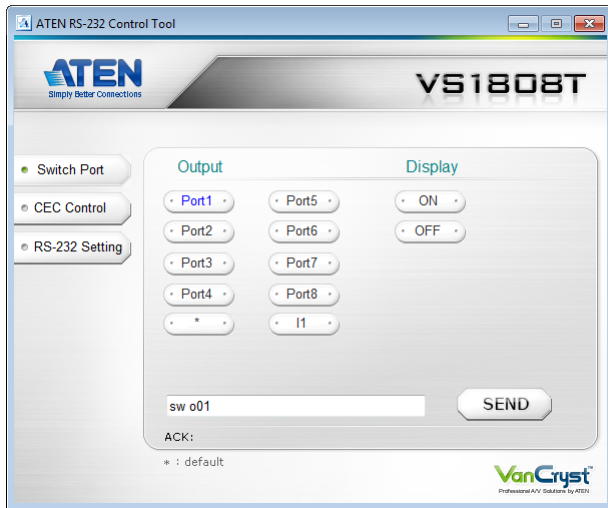 ATEN RS-232 Control Tool
ATEN
Simply Better Connections
VS1808T
Switch Port
CEC Control
RS-232 Setting
Output
Display
Port1
Port5
ON
Port2
Port6
OFF
Port3
Port7
Port4
Port8
*
I1
sw o01
SEND
ACK:
* : default
VanCryst™
Professional A/V Solutions by ATEN